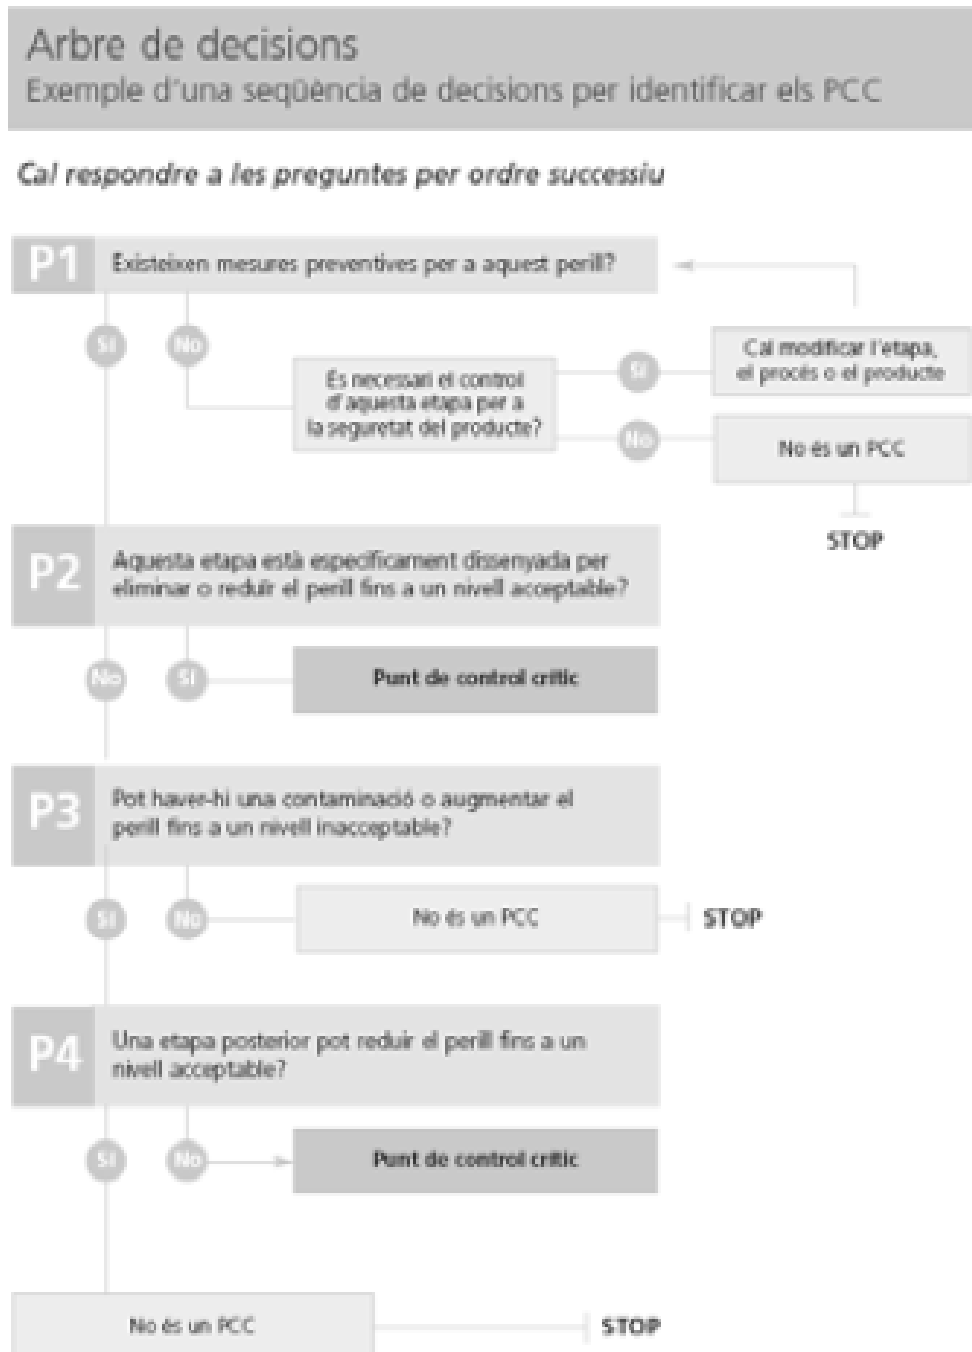 Arbre de decisions
Exemple d'una seqüència de decisions per identificar els PCC
Cal respondre a les preguntes per ordre successiu
P1
Existeixen mesures preventives per a aquest perill?
Sí
No
És necessari el control
d'aquesta etapa per a
la seguretat del producte?
Sí
Cal modificar l'etapa,
el procés o el producte
No
No és un PCC
STOP
P2
Aquesta etapa està específicament dissenyada per
eliminar o reduir el perill fins a un nivell acceptable?
No
Sí
Punt de control crític
P3
Pot haver-hi una contaminació o augmentar el
perill fins a un nivell inacceptable?
Sí
No
No és un PCC
STOP
P4
Una etapa posterior pot reduir el perill fins a un
nivell acceptable?
Sí
No
Punt de control crític
No és un PCC
STOP